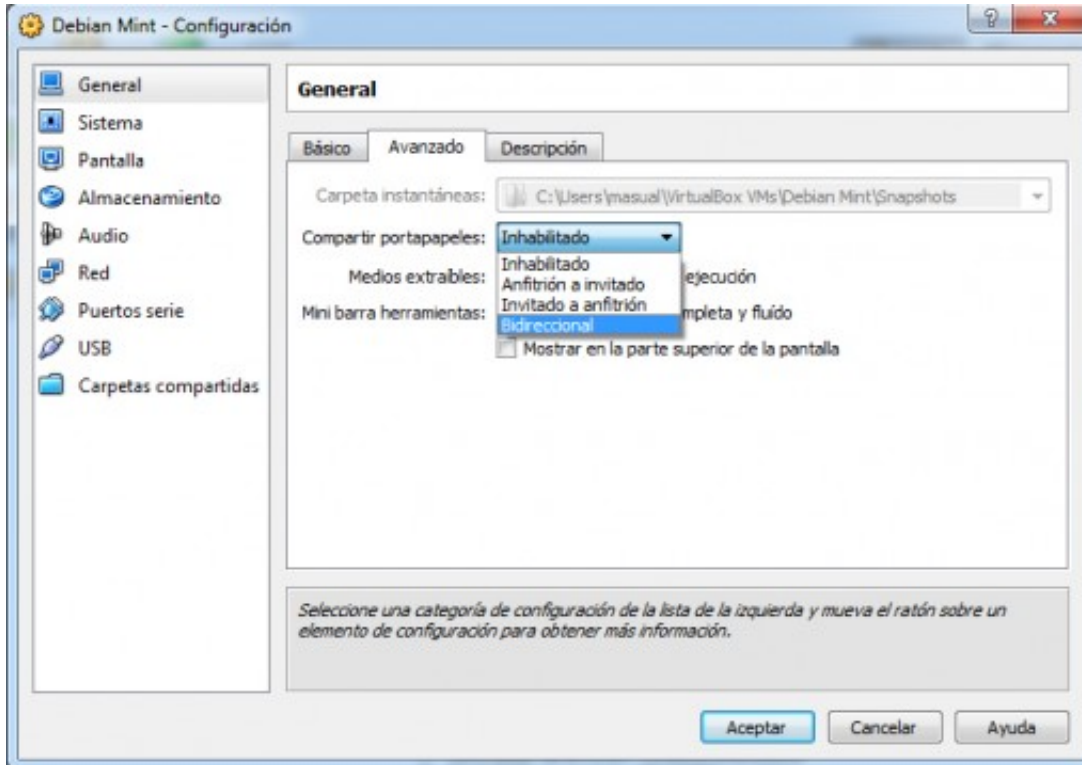 Debian Mint - Configuración
General
Sistema
Pantalla
Almacenamiento
Audio
Red
Puertos serie
USB
Carpetas compartidas
General
Básico Avanzado Descripción
Carpeta instantáneas: C:\Users\masual\VirtualBox VMs\Debian Mint\Snapshots
Compartir portapapeles: Inhabilitado
Inhabilitado
Anfitrión a invitado
Invitado a anfitrión
Bidireccional
Medios extraíbles: ejecución
Mini barra herramientas: mpleta y fluído
Mostrar en la parte superior de la pantalla
Seleccione una categoría de configuración de la lista de la izquierda y mueva el ratón sobre un
elemento de configuración para obtener más información.
Aceptar Cancelar Ayuda